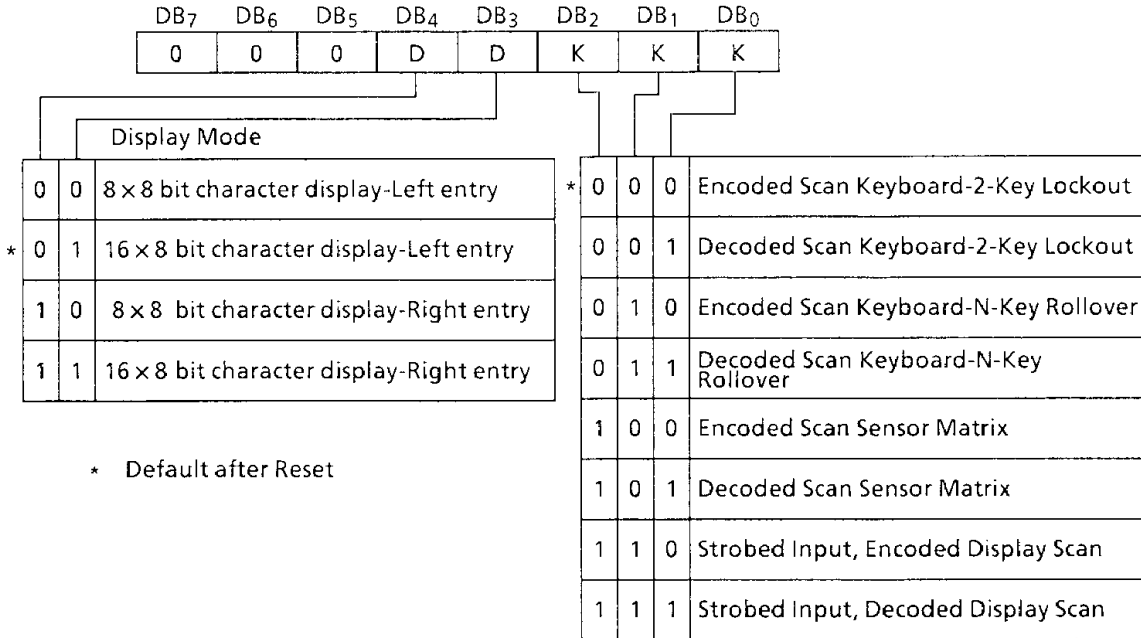 DB7 DB6 DB5 DB4 DB3 DB2 DB1 DB0
0 0 0 D D K K K
Display Mode
0 0 8 × 8 bit character display-Left entry
* 0 1 16 × 8 bit character display-Left entry
1 0 8 × 8 bit character display-Right entry
1 1 16 × 8 bit character display-Right entry
* Default after Reset
* 0 0 0 Encoded Scan Keyboard-2-Key Lockout
0 0 1 Decoded Scan Keyboard-2-Key Lockout
0 1 0 Encoded Scan Keyboard-N-Key Rollover
0 1 1 Decoded Scan Keyboard-N-Key
Rollover
1 0 0 Encoded Scan Sensor Matrix
1 0 1 Decoded Scan Sensor Matrix
1 1 0 Strobed Input, Encoded Display Scan
1 1 1 Strobed Input, Decoded Display Scan